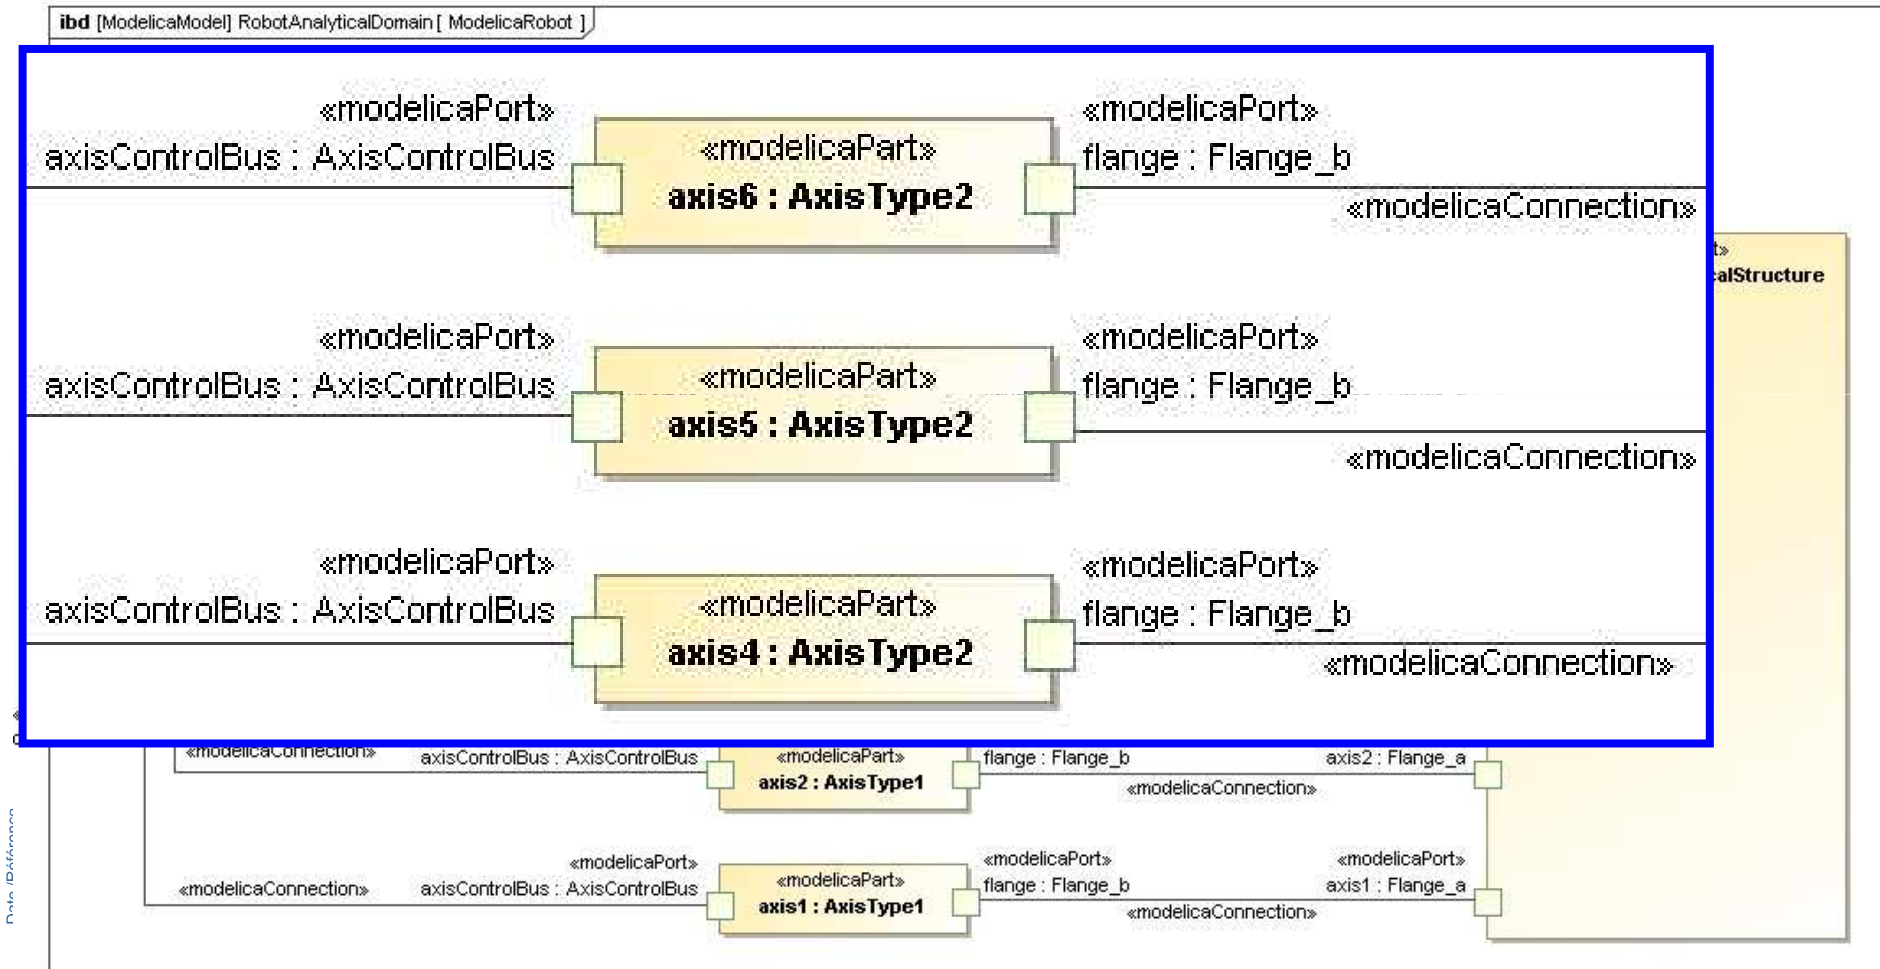 ibd [ModelicaModel] RobotAnalyticalDomain [ ModelicaRobot ]
«modelicaPort»
axisControlBus : AxisControlBus
«modelicaPart»
axis6 : AxisType2
«modelicaPort»
flange : Flange_b
«modelicaConnection»
«modelicaPort»
axisControlBus : AxisControlBus
«modelicaPart»
axis5 : AxisType2
«modelicaPort»
flange : Flange_b
«modelicaConnection»
«modelicaPort»
axisControlBus : AxisControlBus
«modelicaPart»
axis4 : AxisType2
«modelicaPort»
flange : Flange_b
«modelicaConnection»
t»
calStructure
«modelicaConnection»
axisControlBus : AxisControlBus
«modelicaPart»
axis2 : AxisType1
flange : Flange_b
«modelicaConnection»
axis2 : Flange_a
«modelicaConnection»
«modelicaPort»
axisControlBus : AxisControlBus
«modelicaPart»
axis1 : AxisType1
«modelicaPort»
flange : Flange_b
«modelicaConnection»
«modelicaPort»
axis1 : Flange_a
Date /Référence